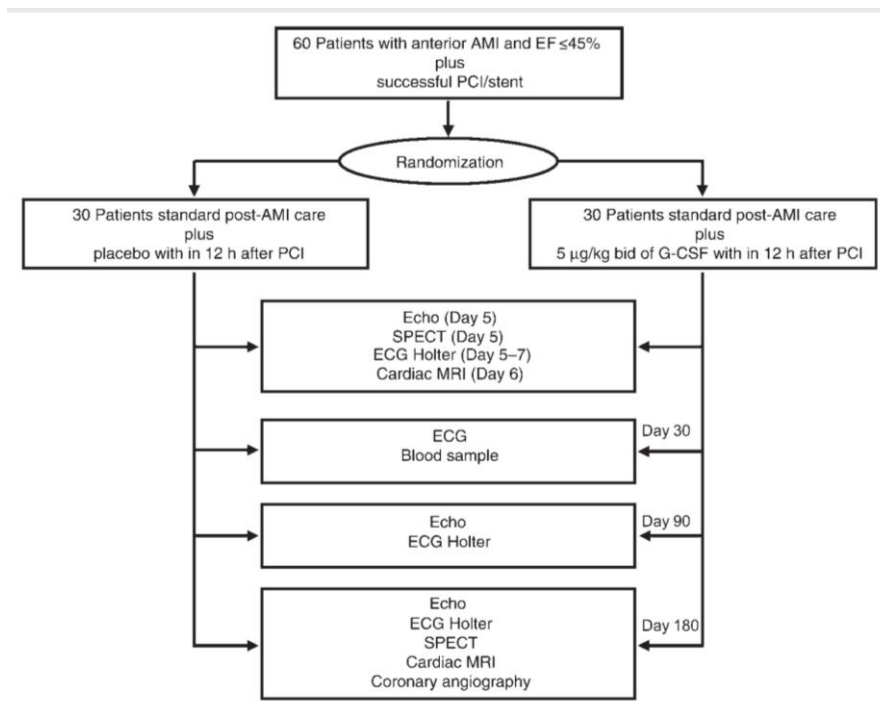 60 Patients with anterior AMI and EF ≤45%
plus
successful PCI/stent
Randomization
30 Patients standard post-AMI care
plus
placebo with in 12 h after PCI
30 Patients standard post-AMI care
plus
5 μg/kg bid of G-CSF with in 12 h after PCI
Echo (Day 5)
SPECT (Day 5)
ECG Holter (Day 5–7)
Cardiac MRI (Day 6)
ECG
Blood sample
Day 30
Echo
ECG Holter
Day 90
Echo
ECG Holter
SPECT
Cardiac MRI
Coronary angiography
Day 180